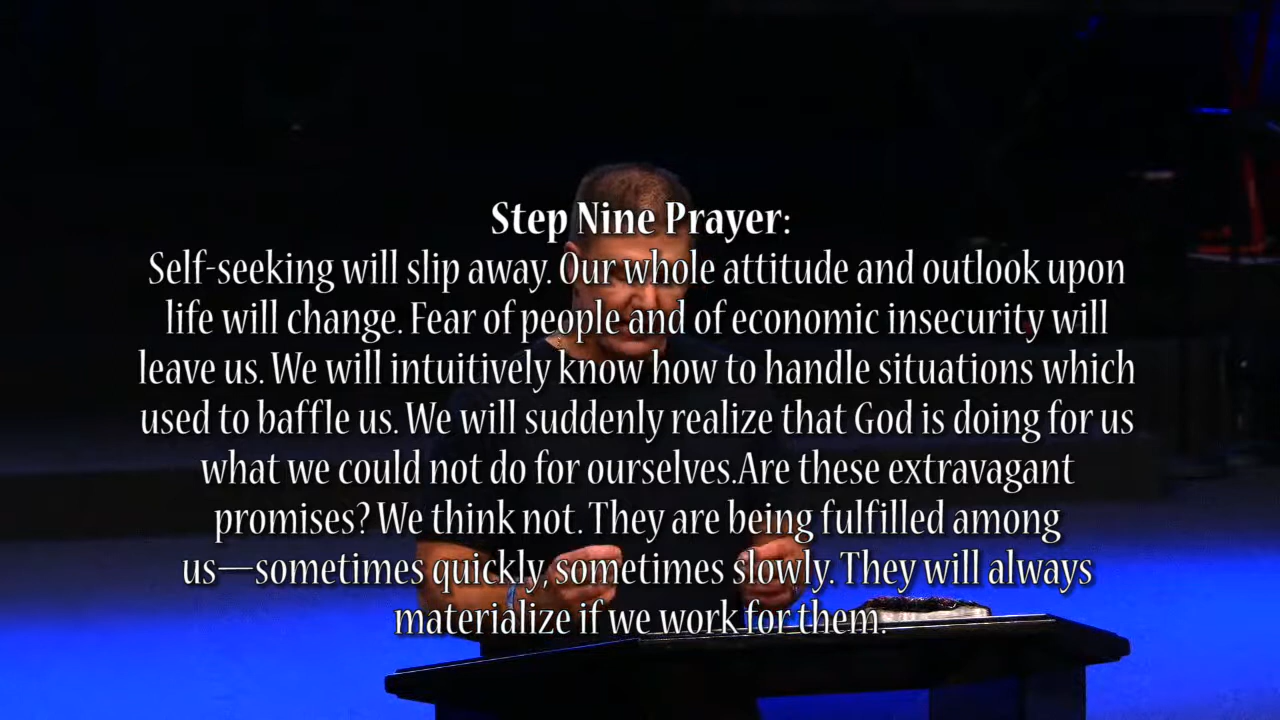 Step Nine Prayer:
Self-seeking will slip away. Our whole attitude and outlook upon
life will change. Fear of people and of economic insecurity will
leave us. We will intuitively know how to handle situations which
used to baffle us. We will suddenly realize that God is doing for us
what we could not do for ourselves.Are these extravagant
promises? We think not. They are being fulfilled among
us—sometimes quickly, sometimes slowly. They will always
materialize if we work for them.